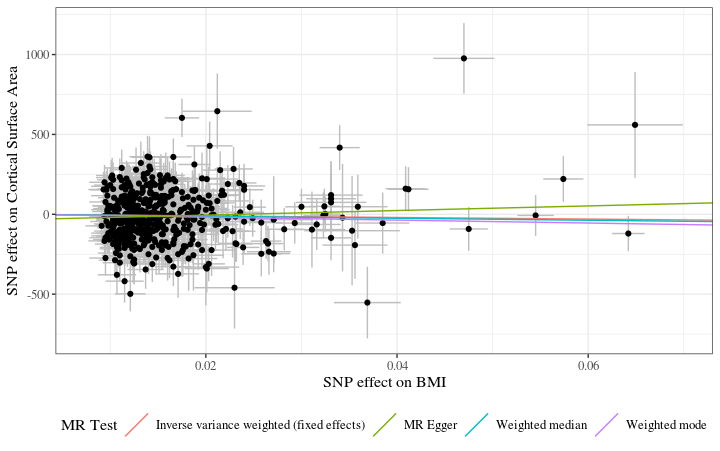 SNP effect on Cortical Surface Area
1000
500
0
-500
0.02
0.04
0.06
SNP effect on BMI
MR Test
Inverse variance weighted (fixed effects)
MR Egger
Weighted median
Weighted mode